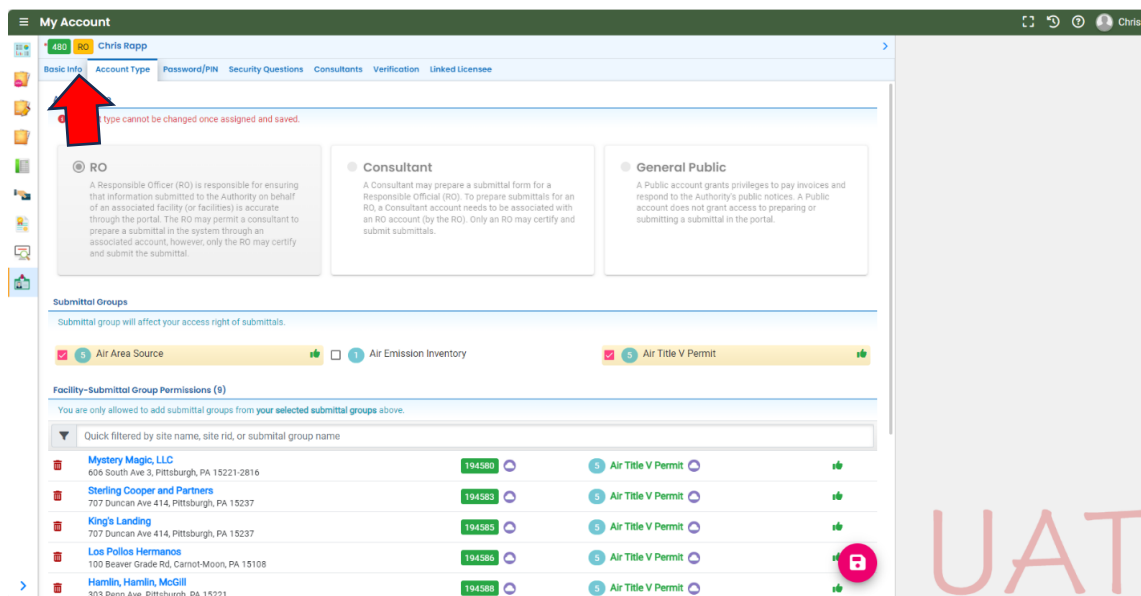 My Account
Chris
480 RO Chris Rapp
Basic Info Account Type Password/PIN Security Questions Consultants Verification Linked Licensee
type cannot be changed once assigned and saved.
RO
A Responsible Officer (RO) is responsible for ensuring
that information submitted to the Authority on behalf
of an associated facility (or facilities) is accurate
through the portal. The RO may permit a consultant to
prepare a submittal in the system through an
associated account, however, only the RO may certify
and submit the submittal.
Consultant
A Consultant may prepare a submittal form for a
Responsible Official (RO). To prepare submittals for an
RO, a Consultant account needs to be associated with
an RO account (by the RO). Only an RO may certify and
submit submittals.
General Public
A Public account grants privileges to pay invoices and
respond to the Authority's public notices. A Public
account does not grant access to preparing or
submitting a submittal in the portal.
Submittal Groups
Submittal group will affect your access right of submittals.
5 Air Area Source 1 Air Emission Inventory 5 Air Title V Permit
Facility-Submittal Group Permissions (9)
You are only allowed to add submittal groups from your selected submittal groups above.
Quick filtered by site name, site rid, or submital group name
Mystery Magic, LLC 194580 5 Air Title V Permit
606 South Ave 3, Pittsburgh, PA 15221-2816
Sterling Cooper and Partners 194583 5 Air Title V Permit
707 Duncan Ave 414, Pittsburgh, PA 15237
King's Landing 194585 5 Air Title V Permit
707 Duncan Ave 414, Pittsburgh, PA 15237
Los Pollos Hermanos 194586 5 Air Title V Permit
100 Beaver Grade Rd, Carnot-Moon, PA 15108
Hamlin, Hamlin, McGill 194588 5 Air Title V Permit
303 Penn Ave, Pittsburgh, PA 15221
UAT